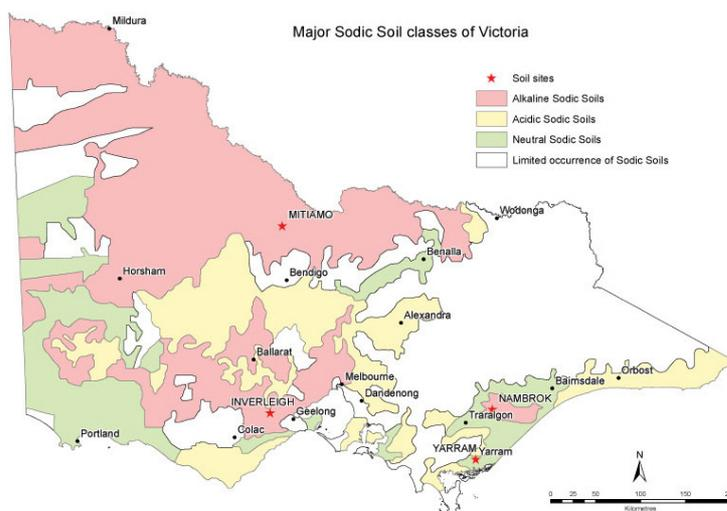 Mildura
Major Sodic Soil classes of Victoria
Soil sites
Alkaline Sodic Soils
Acidic Sodic Soils
Neutral Sodic Soils
Limited occurrence of Sodic Soils
MITIAMO
Wodonga
Benalla
Horsham
Bendigo
Alexandra
Ballarat
Melbourne
Orbost
Bairnsdale
Dandenong
INVERLEIGH
NAMBROK
Geelong
Traralgon
Colac
Portland
YARRAM
Yarram
N
0 25 50 100 150
Kilometres